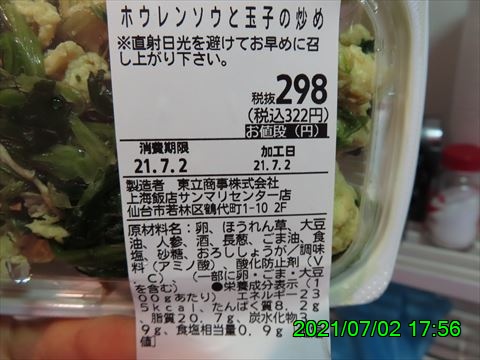 ホウレンソウと玉子の炒め
※直射日光を避けてお早めに召
し上がり下さい。
税抜298
(税込322円)
お値段(円)
消費期限 加工日
21.7.2 21.7.2
製造者 東立商事株式会社
上海飯店サンマリセンター店
仙台市若林区鶴代町1-10 2F
原材料名：卵、ほうれん草、大豆
油、人参、酒、長葱、ごま油、食
塩、砂糖、おろししょうが/調味
料(アミノ酸)、酸化防止剤(V
C)、(一部に卵・ごま・大豆
を含む) ●栄養成分表示(1
00gあたり) エネルギー23
5kcal、たんぱく質8.2g
脂質20.7g、炭水化物3.
9g、食塩相当量0.9g
値)
2021/07/02 17:56